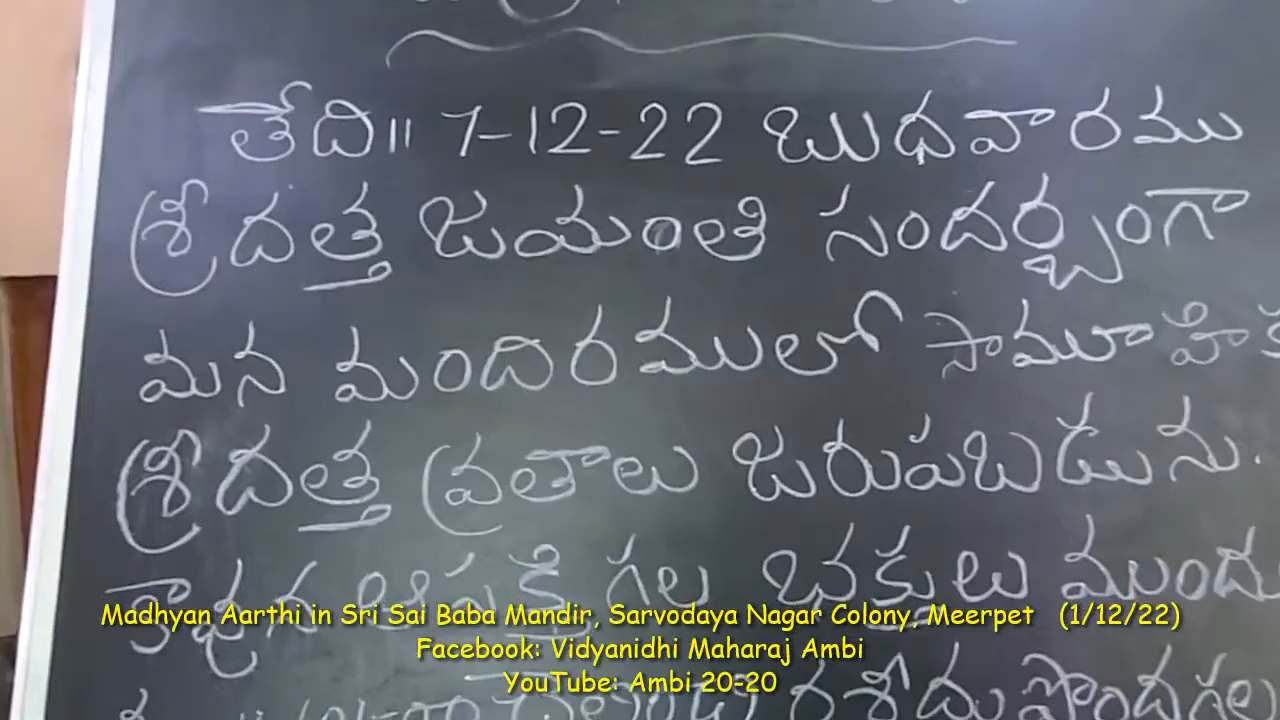 తేది॥ 7-12-22 బుధవారము
శ్రీదత్త జయంతి సందర్భంగా
మన మందిరములో సామూహిక
శ్రీదత్త వ్రతాలు జరుపబడును.
కావున ఆసక్తి గల భక్తులు ముందు
Madhyan Aarthi in Sri Sai Baba Mandir, Sarvodaya Nagar Colony, Meerpet (1/12/22)
Facebook: Vidyanidhi Maharaj Ambi
YouTube: Ambi 20-20
రశీదు పొందగల